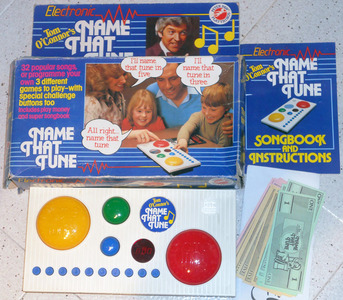 Electronic
Tom
O'Connor's
NAME
THAT
TUNE
32 popular songs,
or programme your
own 3 different
games to play-with
special challenge
buttons too
Includes play money
and super songbook
I'll name
that tune in
five
I'll
name that
tune in
three
All right..
name that
tune
NAME
THAT
TUNE
Electronic
Tom
O'Connor's
NAME
THAT
TUNE
SONGBOOK
AND
INSTRUCTIONS
Tom
O'Connor's
NAME
THAT
TUNE